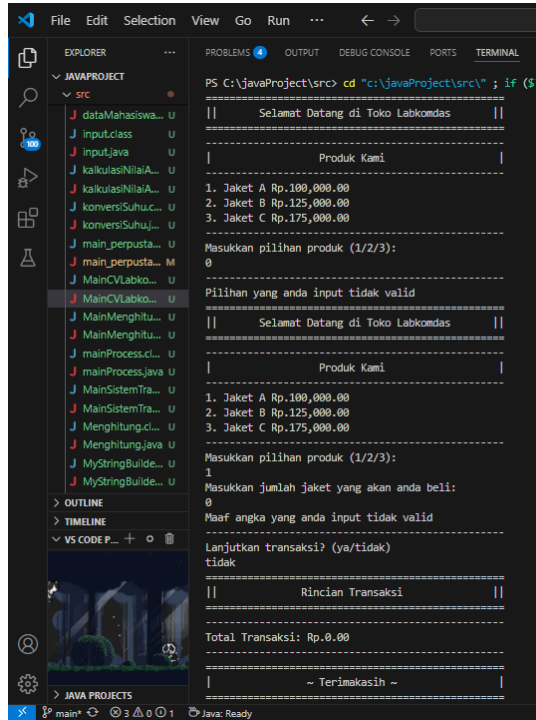 File Edit Selection View Go Run ···
EXPLORER ···
JAVAPROJECT
src
dataMahasiswa... U
input.class U
input.java U
kalkulasiNilaiA... U
kalkulasiNilaiA... U
konversiSuhu.c... U
konversiSuhu.j... U
main_perpusta... U
main_perpusta... M
MainCVLabko... U
MainCVLabko... U
MainMenghitu... U
MainMenghitu... U
mainProcess.cl... U
mainProcess.java U
MainSistemTra... U
MainSistemTra... U
Menghitung.cl... U
Menghitung.java U
MyStringBuilde... U
MyStringBuilde... U
OUTLINE
TIMELINE
VS CODE P...
JAVA PROJECTS
100
PROBLEMS 4 OUTPUT DEBUG CONSOLE PORTS TERMINAL
PS C:\javaProject\src> cd "c:\javaProject\src\" ; if ($
|| Selamat Datang di Toko Labkomdas ||
| Produk Kami |
1. Jaket A Rp.100,000.00
2. Jaket B Rp.125,000.00
3. Jaket C Rp.175,000.00
Masukkan pilihan produk (1/2/3):
0
Pilihan yang anda input tidak valid
|| Selamat Datang di Toko Labkomdas ||
| Produk Kami |
1. Jaket A Rp.100,000.00
2. Jaket B Rp.125,000.00
3. Jaket C Rp.175,000.00
Masukkan pilihan produk (1/2/3):
1
Masukkan jumlah jaket yang akan anda beli:
0
Maaf angka yang anda input tidak valid
Lanjutkan transaksi? (ya/tidak)
tidak
|| Rincian Transaksi ||
Total Transaksi: Rp.0.00
| ~ Terimakasih ~ |
main* 3 0 1 Java: Ready